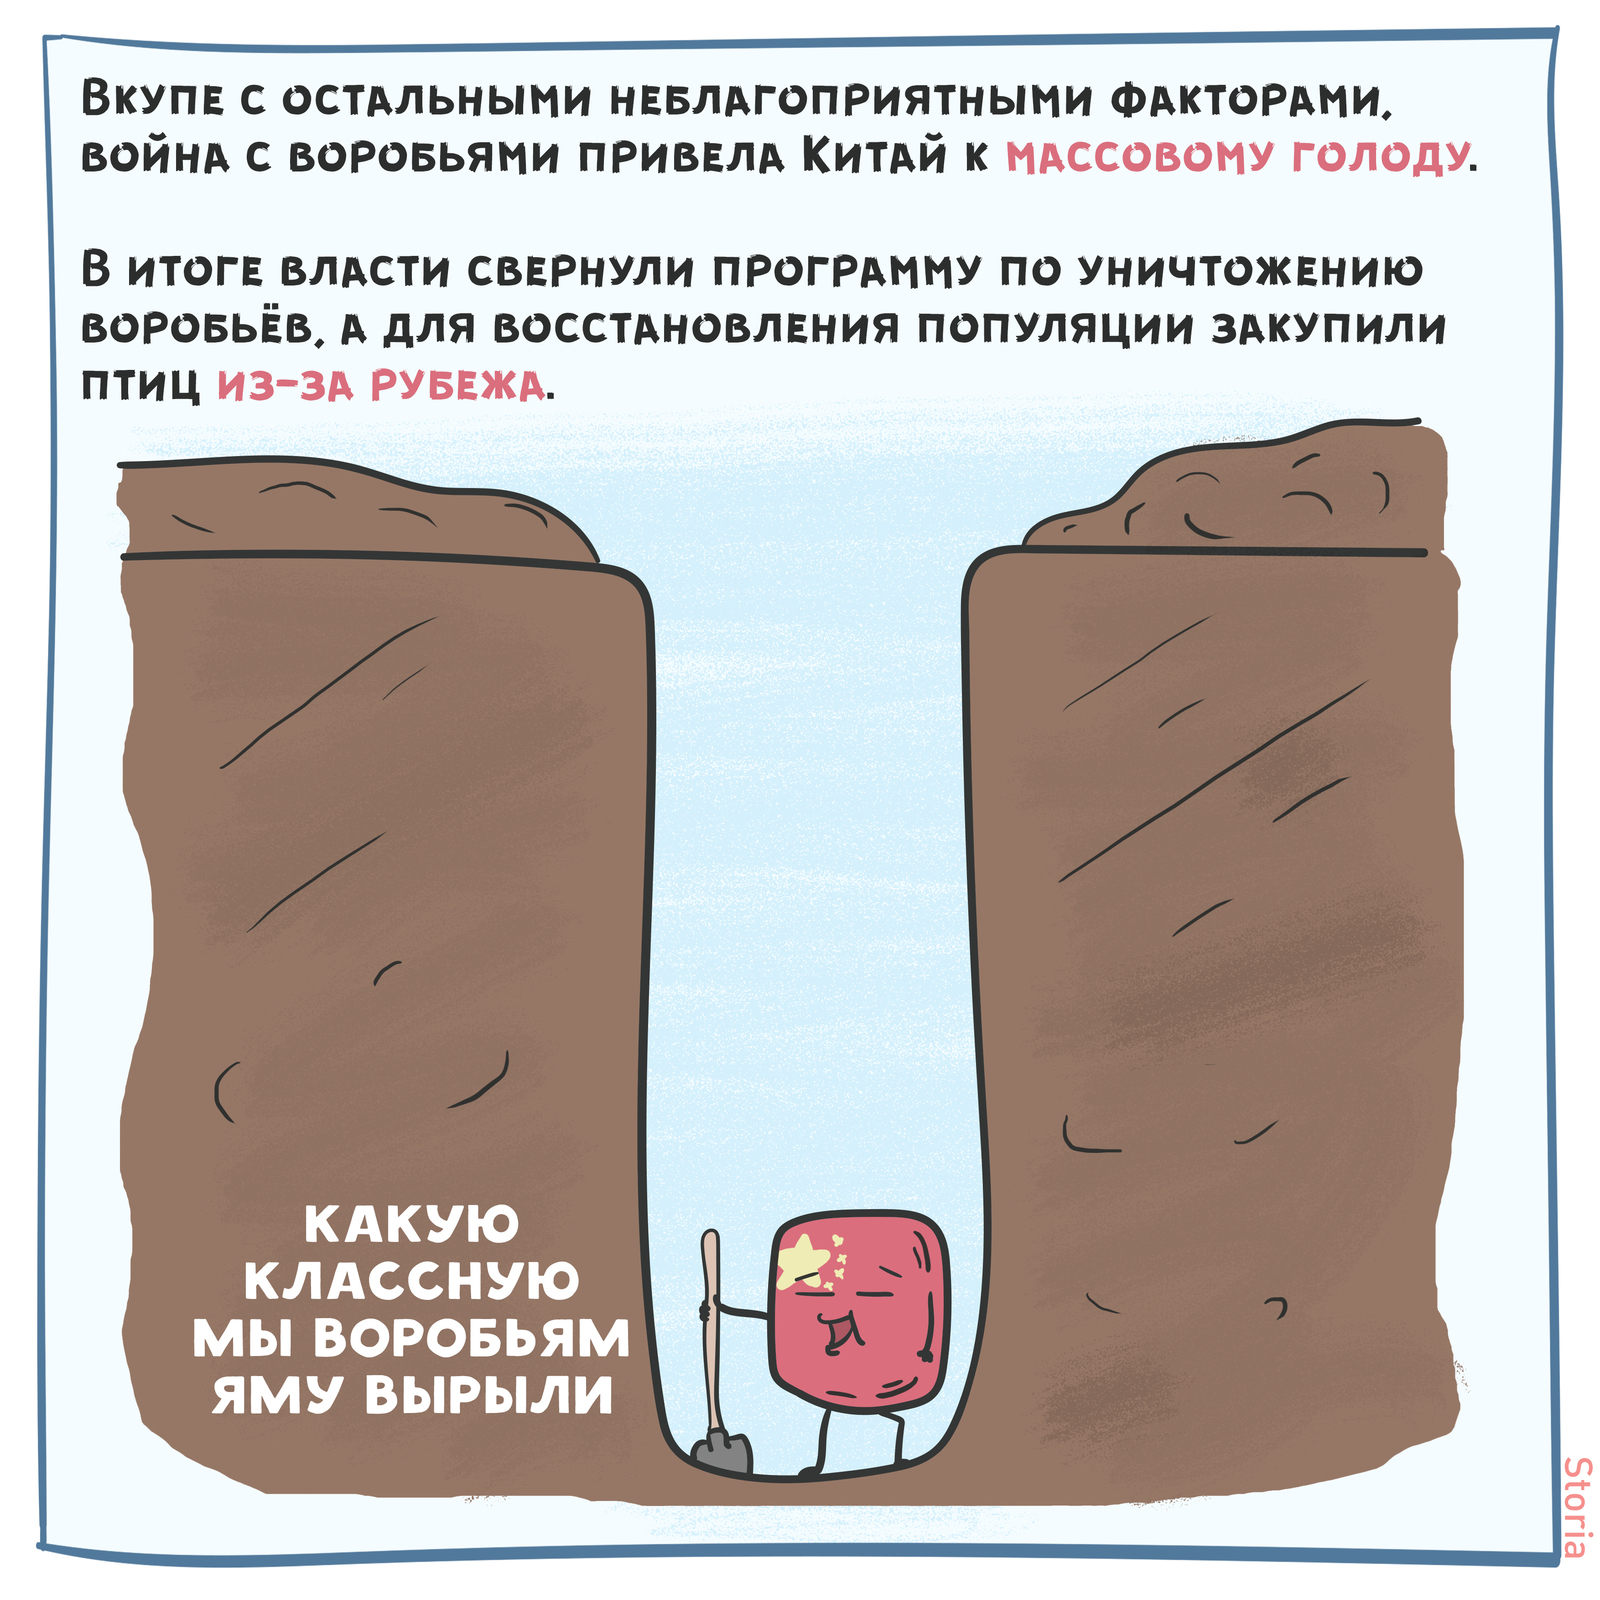 Вкупе с остальными неблагоприятными факторами,
война с воробьями привела Китай к массовому голоду.
В итоге власти свернули программу по уничтожению
воробьёв, а для восстановления популяции закупили
птиц из-за рубежа.
КАКУЮ
КЛАССНУЮ
МЫ ВОРОБЬЯМ
ЯМУ ВЫРЫЛИ
Storia